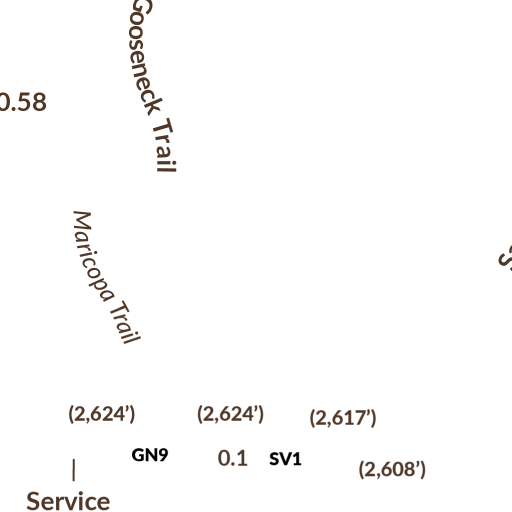 Gooseneck Trail
0.58
Maricopa Trail
(2,624’)
(2,624’)
(2,617’)
GN9
0.1
SV1
(2,608’)
Service